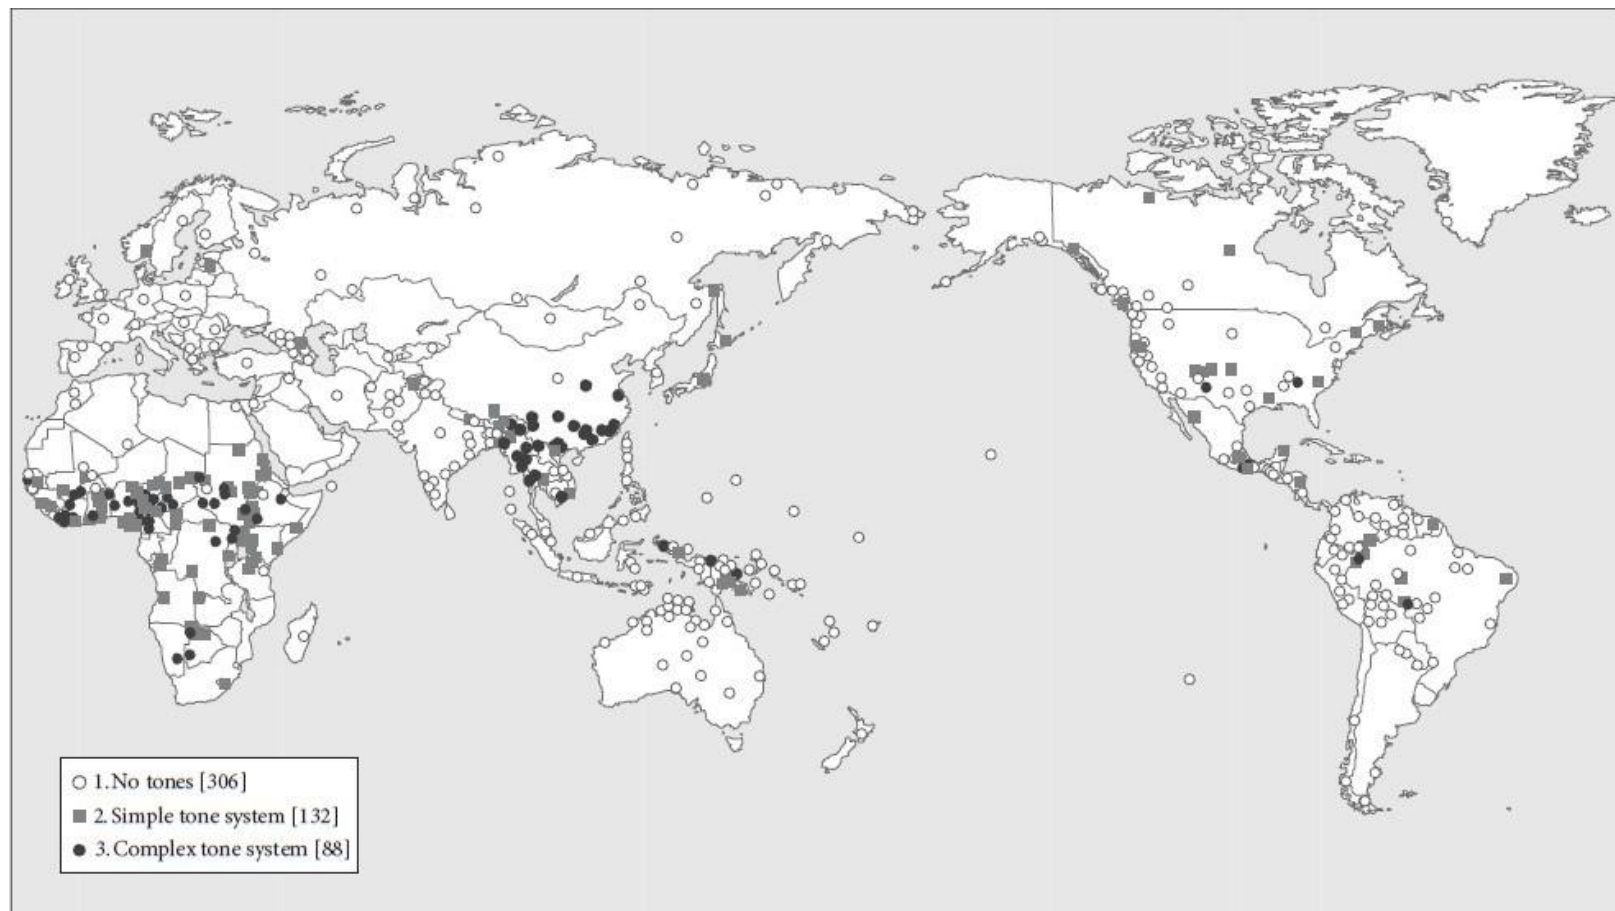 1. No tones [306]
2. Simple tone system [132]
3. Complex tone system [88]